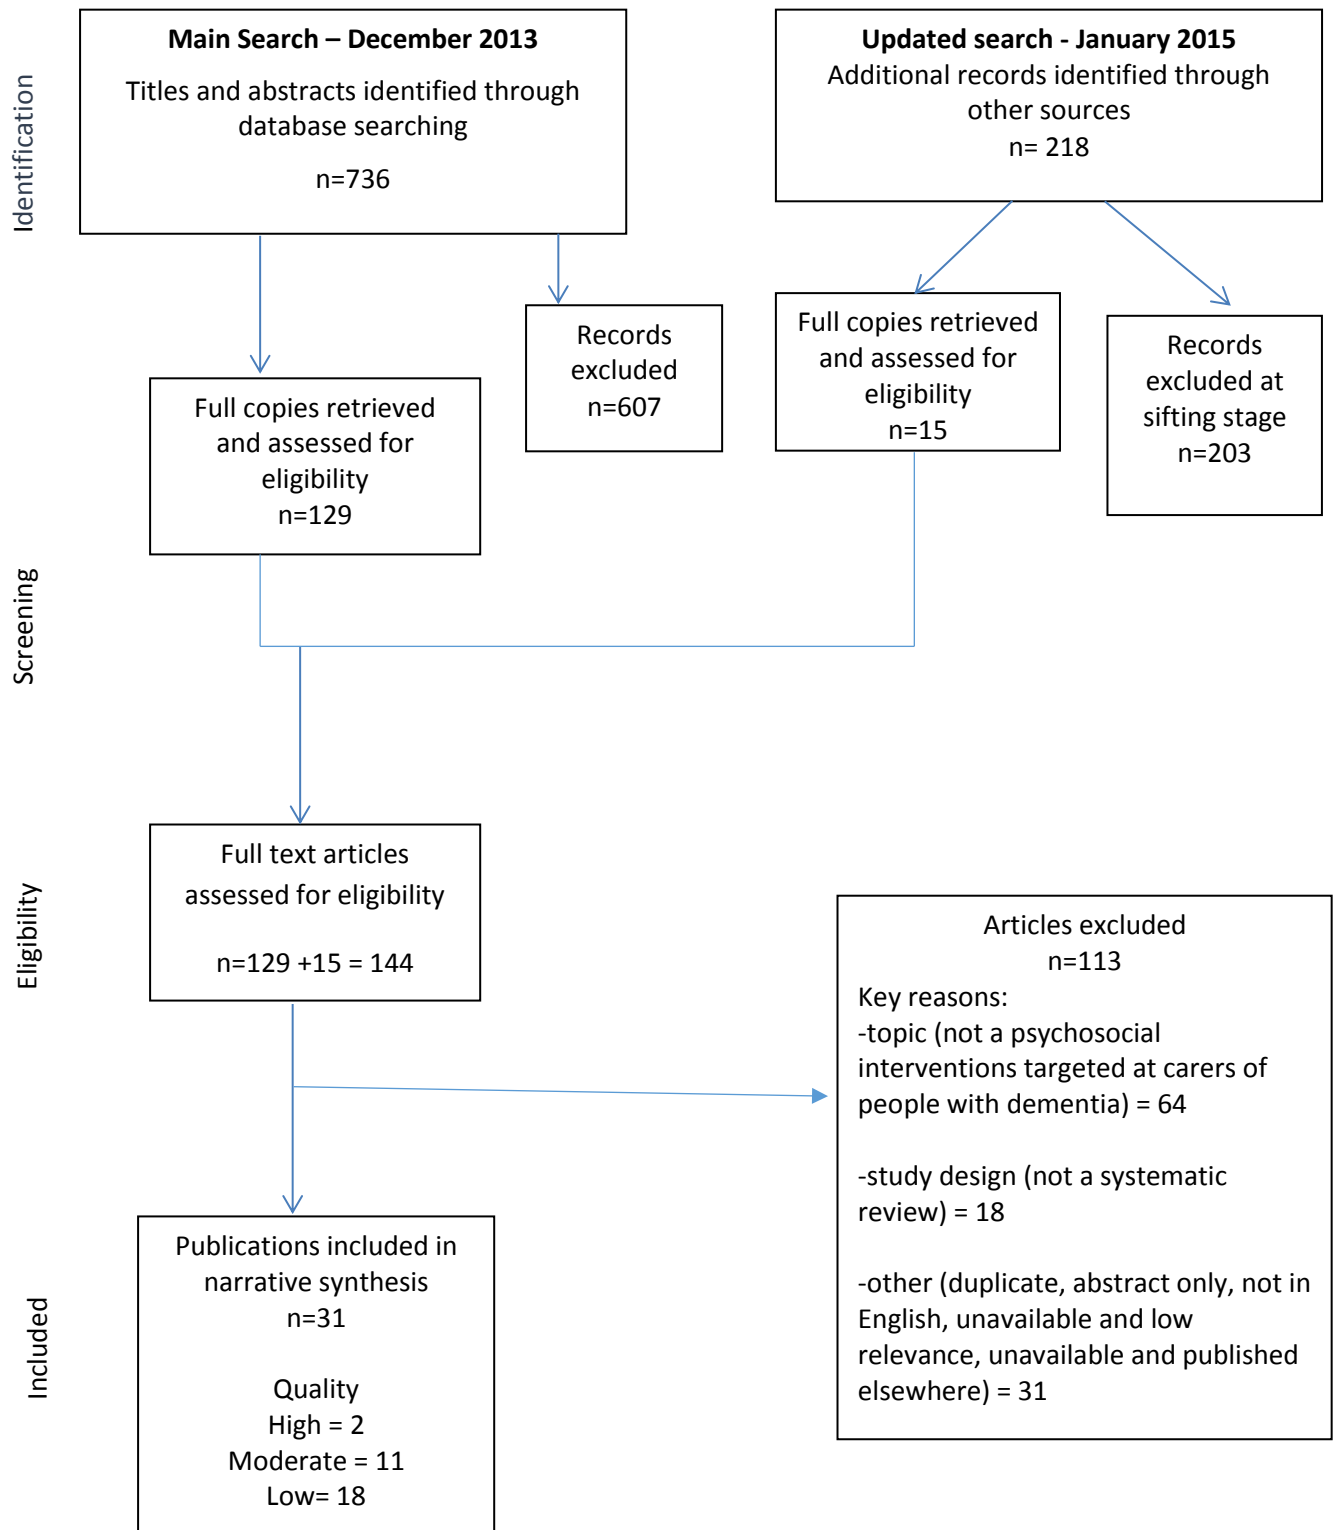 Identification
Main Search – December 2013
Titles and abstracts identified through
database searching
n=736
Updated search - January 2015
Additional records identified through
other sources
n= 218
Records
excluded
n=607
Full copies retrieved
and assessed for
eligibility
n=129
Full copies retrieved
and assessed for
eligibility
n=15
Records
excluded at
sifting stage
n=203
Screening
Eligibility
Full text articles
assessed for eligibility
n=129 +15 = 144
Articles excluded
n=113
Key reasons:
-topic (not a psychosocial
interventions targeted at carers of
people with dementia) = 64
-study design (not a systematic
review) = 18
-other (duplicate, abstract only, not in
English, unavailable and low
relevance, unavailable and published
elsewhere) = 31
Included
Publications included in
narrative synthesis
n=31
Quality
High = 2
Moderate = 11
Low= 18